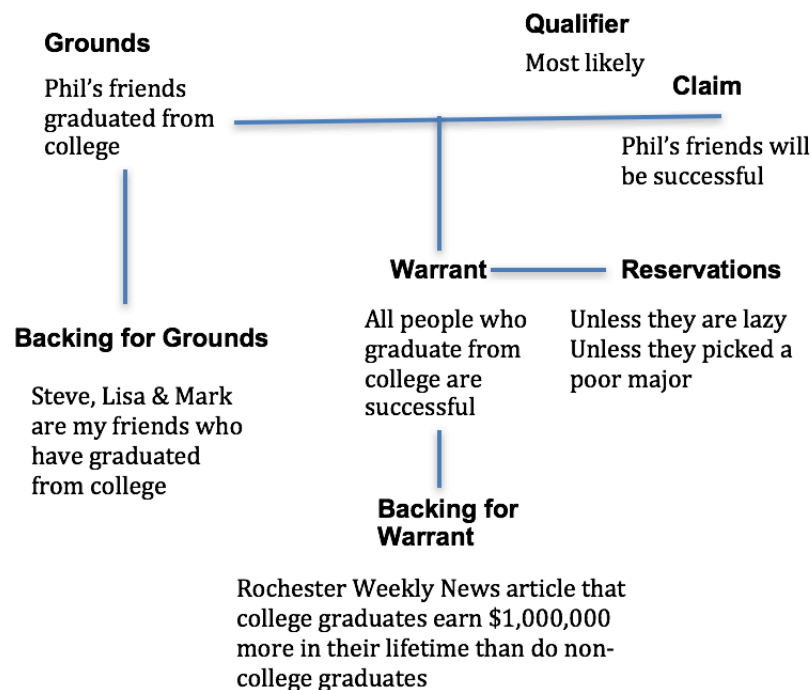 Grounds
Phil’s friends
graduated from
college
Qualifier
Most likely
Claim
Phil’s friends will
be successful
Warrant
All people who
graduate from
college are
successful
Reservations
Unless they are lazy
Unless they picked a
poor major
Backing for Grounds
Steve, Lisa & Mark
are my friends who
have graduated
from college
Backing for
Warrant
Rochester Weekly News article that
college graduates earn $1,000,000
more in their lifetime than do non-
college graduates